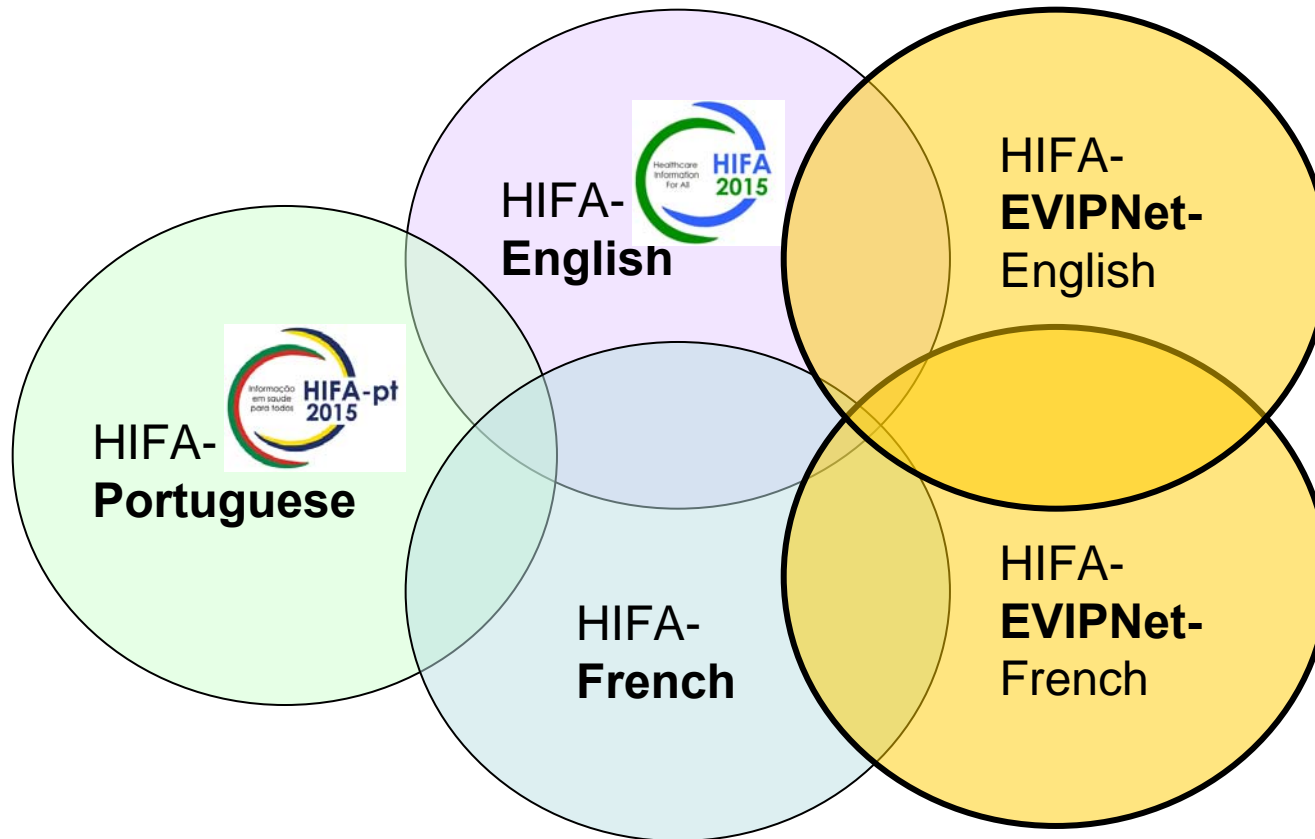 HIFA-
English
Healthcare
Information
For All
HIFA
2015
HIFA-
EVIPNet-
English
HIFA-
Portuguese
Informação
em saude
para todos
HIFA-pt
2015
HIFA-
French
HIFA-
EVIPNet-
French